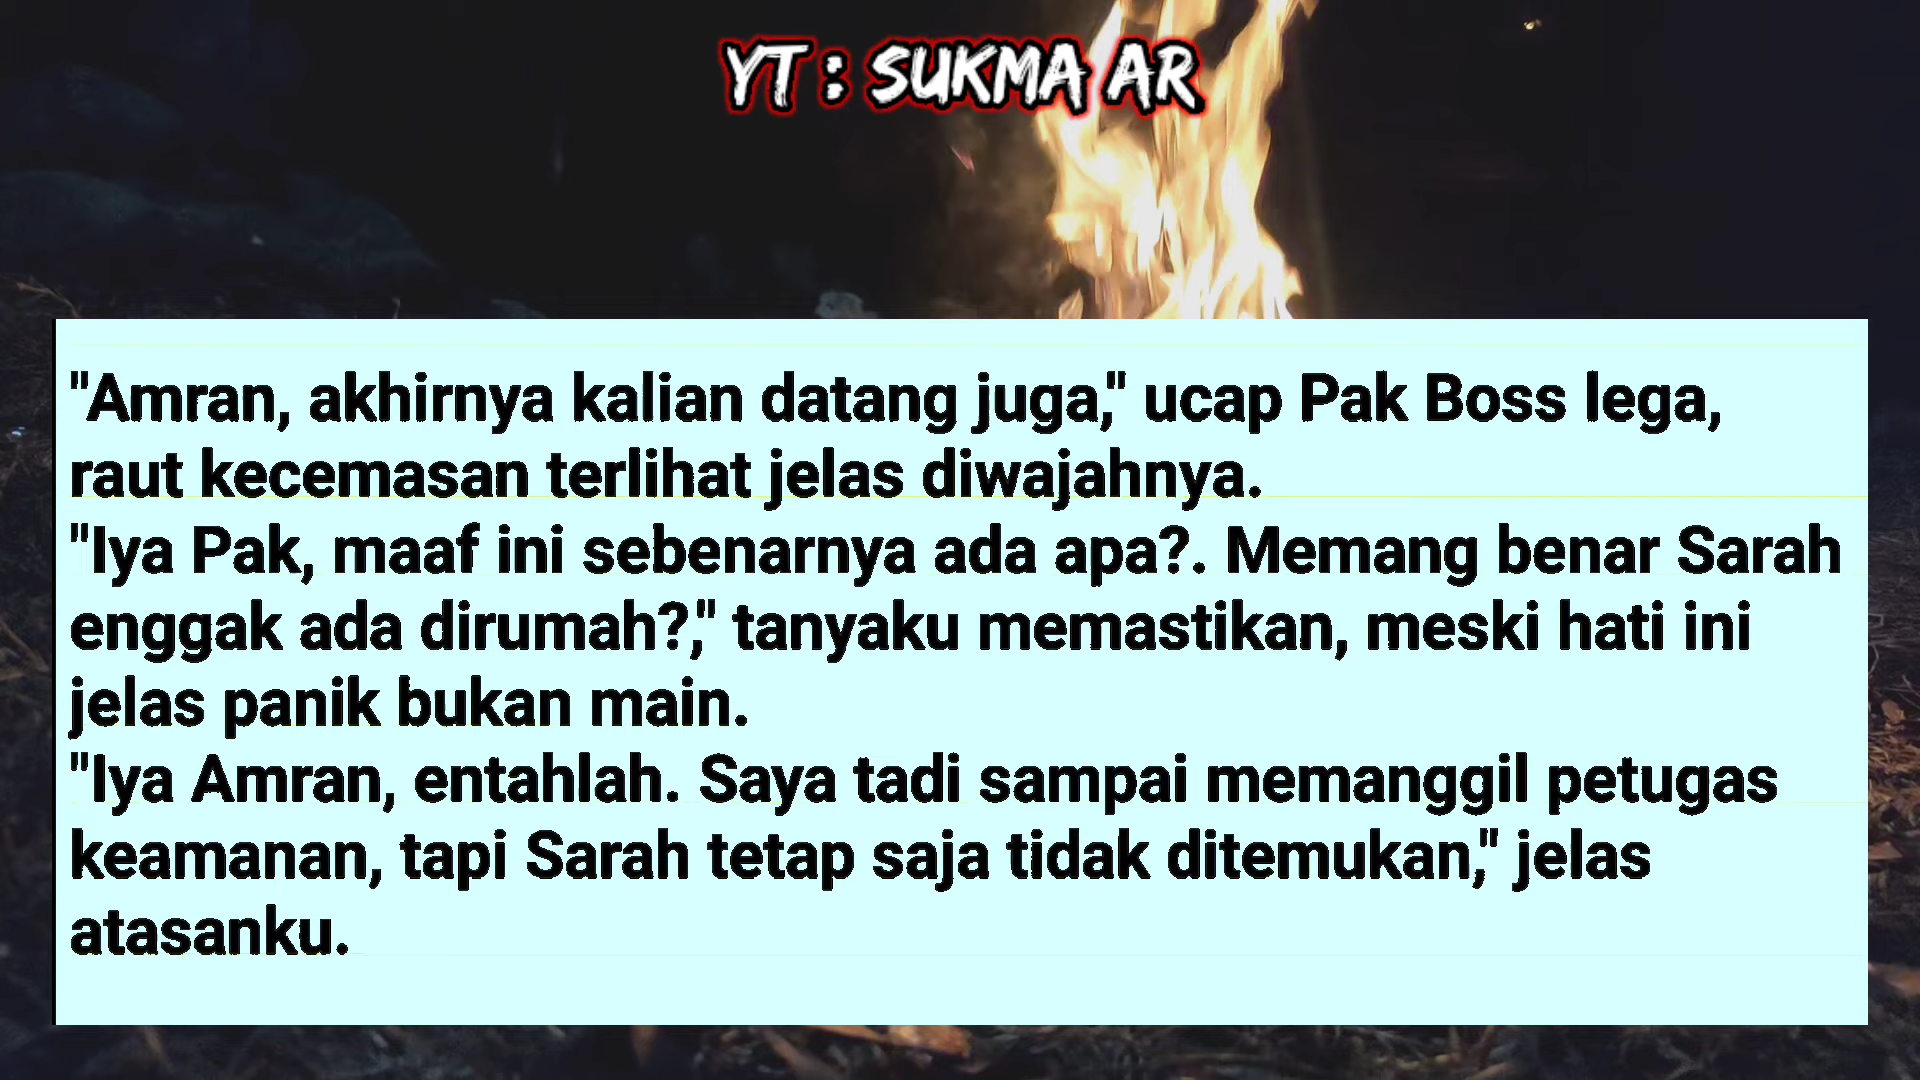 YT : SUKMA AR
"Amran, akhirnya kalian datang juga," ucap Pak Boss lega,
raut kecemasan terlihat jelas diwajahnya.
"Iya Pak, maaf ini sebenarnya ada apa?. Memang benar Sarah
enggak ada dirumah?," tanyaku memastikan, meski hati ini
jelas panik bukan main.
"Iya Amran, entahlah. Saya tadi sampai memanggil petugas
keamanan, tapi Sarah tetap saja tidak ditemukan," jelas
atasanku.